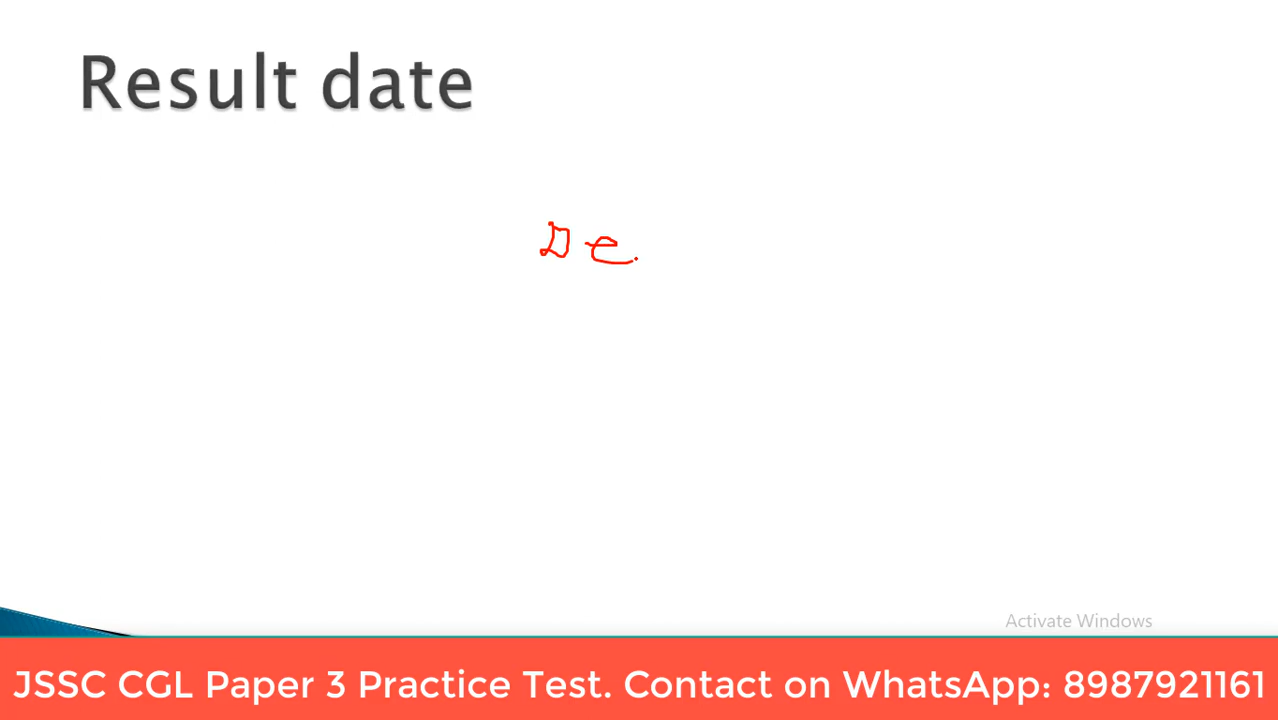 Result date
De
Activate Windows
JSSC CGL Paper 3 Practice Test. Contact on WhatsApp: 8987921161